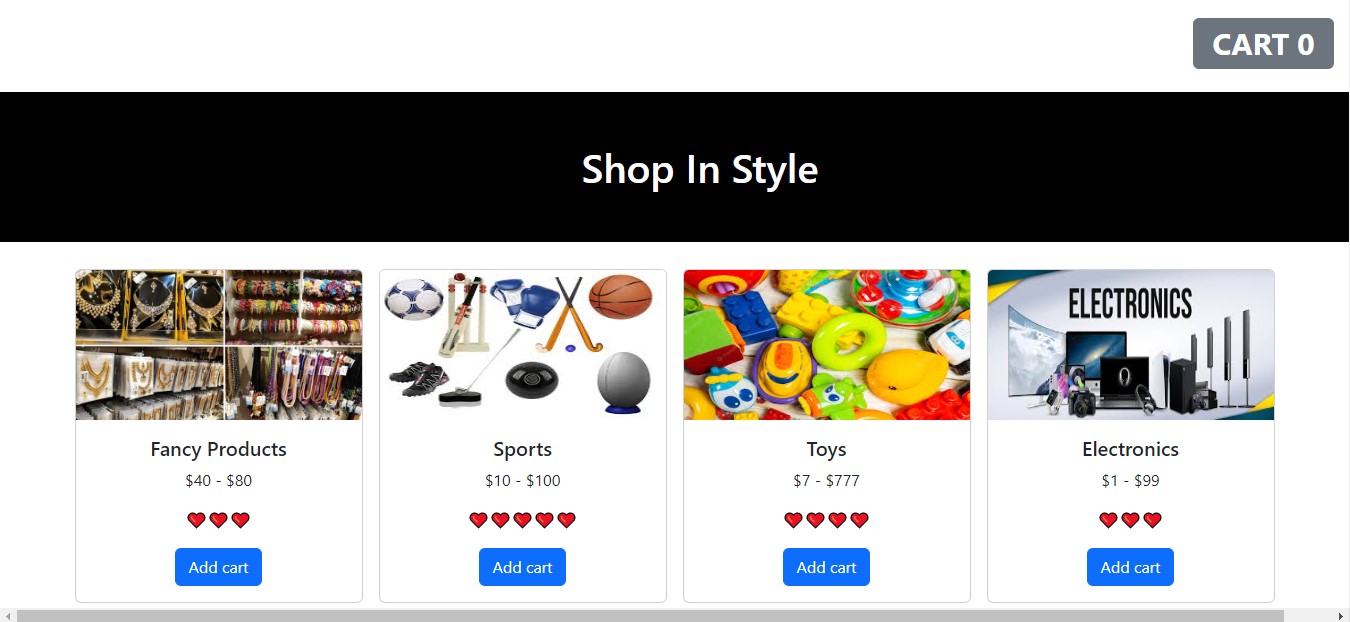 CART 0
Shop In Style
ELECTRONICS
Fancy Products
Sports
Toys
Electronics
$40 - $80
$10 - $100
$7 - $777
$1 - $99
Add cart
Add cart
Add cart
Add cart